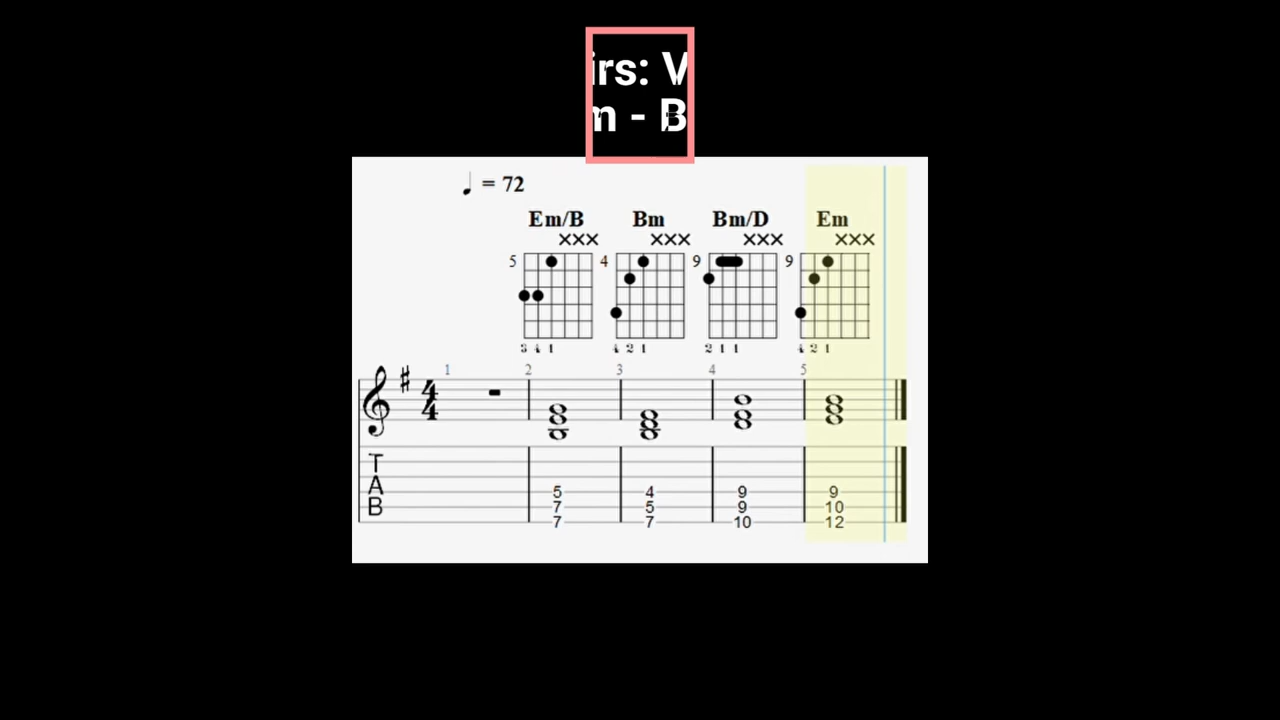 irs: V
m - B
= 72
Em/B Bm Bm/D Em
××× ××× ××× ×××
5 4 9 9
3 4 1 4 2 1 2 1 1 4 2 1
1 2 3 4 5
4
4
T
A
B
5 4 9 9
7 5 9 10
7 7 10 12